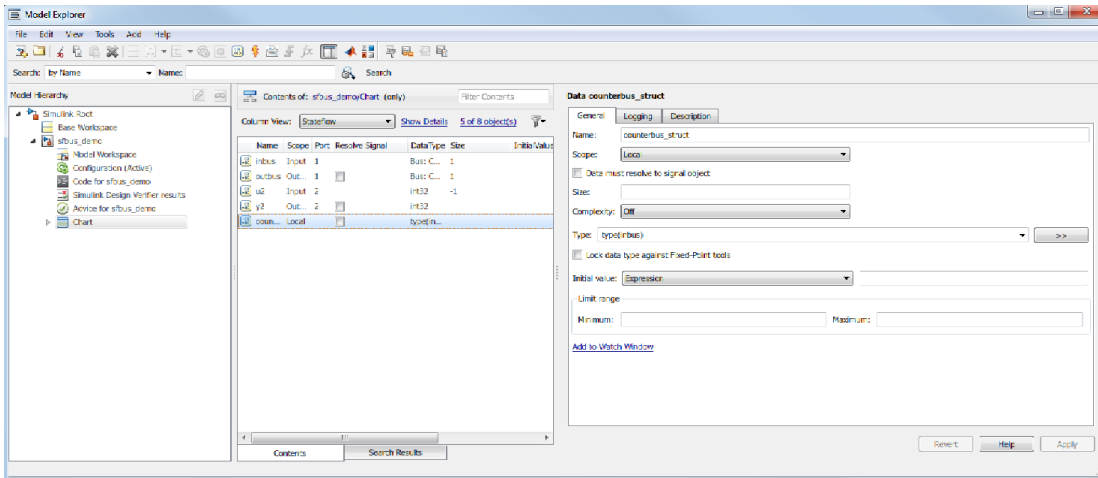 Model Explorer
File Edit View Tools Add Help
Search: by Name Name: Search
Model Hierarchy
Simulink Root
Base Workspace
sfbus_demo
Model Workspace
Configuration (Active)
Code for sfbus_demo
Simulink Design Verifier results
Advice for sfbus_demo
Chart
Contents of: sfbus_demo/Chart (only) Filter Contents
Column View: Stateflow Show Details 5 of 8 object(s)
Name Scope Port Resolve Signal DataType Size InitialValue
inbus Input 1 Bus: C... 1
outbus Out... 1 Bus: C... 1
u2 Input 2 int32 -1
y2 Out... 2 int32
coun... Local type(in...
Contents Search Results
Data counterbus_struct
General Logging Description
Name: counterbus_struct
Scope: Local
Data must resolve to signal object
Size:
Complexity: Off
Type: type(inbus) >>
Lock data type against Fixed-Point tools
Initial value: Expression
Limit range
Minimum: Maximum:
Add to Watch Window
Revert Help Apply